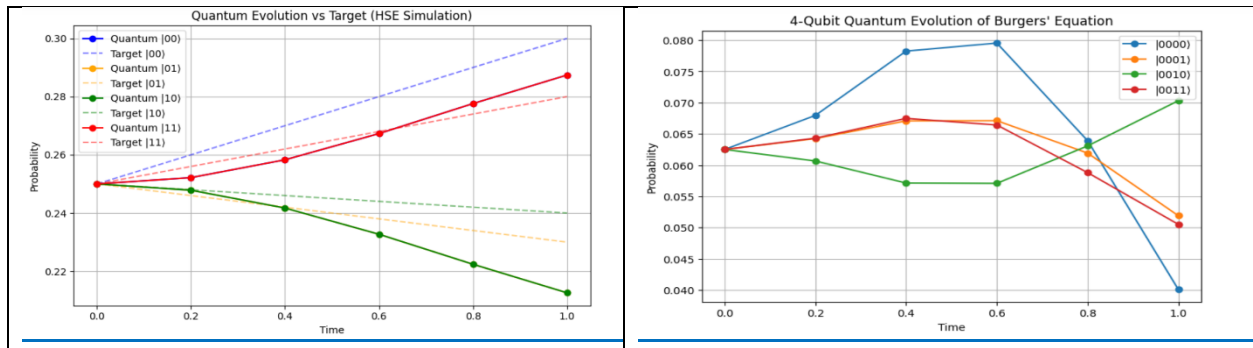 Quantum Evolution vs Target (HSE Simulation)
Quantum |00⟩
Target |00⟩
Quantum |01⟩
Target |01⟩
Quantum |10⟩
Target |10⟩
Quantum |11⟩
Target |11⟩
0.30
0.28
0.26
0.24
0.22
Probability
0.0 0.2 0.4 0.6 0.8 1.0
Time
4-Qubit Quantum Evolution of Burgers' Equation
|0000⟩
|0001⟩
|0010⟩
|0011⟩
0.080
0.075
0.070
0.065
0.060
0.055
0.050
0.045
0.040
Probability
0.0 0.2 0.4 0.6 0.8 1.0
Time